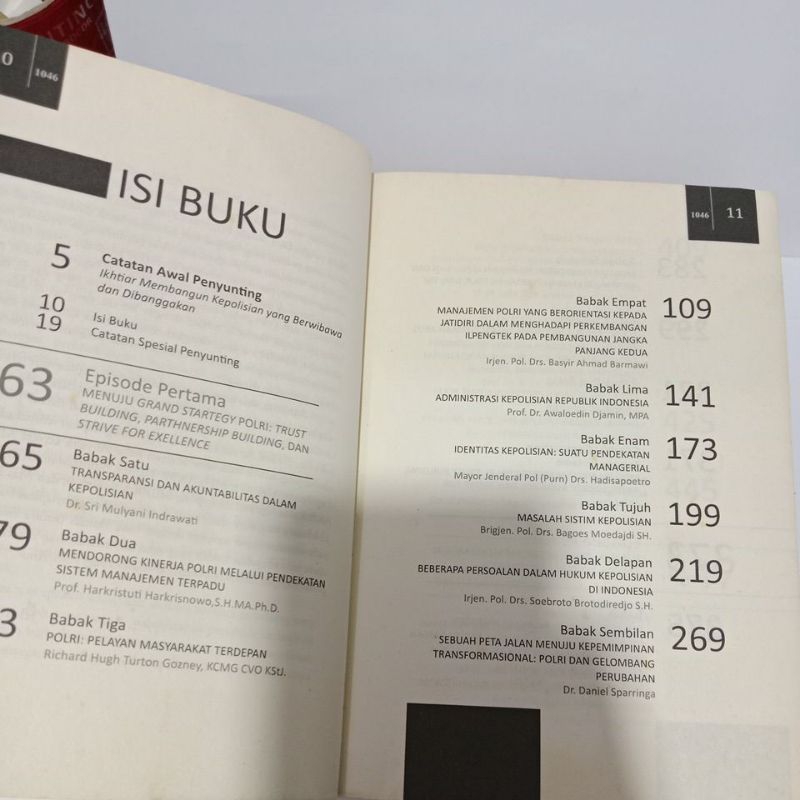 0 1046
ISI BUKU
5 Catatan Awal Penyunting
Ikhtiar Membangun Kepolisian yang Berwibawa
dan Dibanggakan
10 Isi Buku
19 Catatan Spesial Penyunting
63 Episode Pertama
MENUJU GRAND STARTEGY POLRI: TRUST
BUILDING, PARTHNERSHIP BUILDING, DAN
STRIVE FOR EXELLENCE
65 Babak Satu
TRANSPARANSI DAN AKUNTABILITAS DALAM
KEPOLISIAN
Dr. Sri Mulyani Indrawati
79 Babak Dua
MENDORONG KINERJA POLRI MELALUI PENDEKATAN
SISTEM MANAJEMEN TERPADU
Prof. Harkristuti Harkrisnowo,S.H.MA.Ph.D.
3 Babak Tiga
POLRI: PELAYAN MASYARAKAT TERDEPAN
Richard Hugh Turton Gozney, KCMG CVO KStJ.
1046 11
Babak Empat 109
MANAJEMEN POLRI YANG BERORIENTASI KEPADA
JATIDIRI DALAM MENGHADAPI PERKEMBANGAN
ILPENGTEK PADA PEMBANGUNAN JANGKA
PANJANG KEDUA
Irjen. Pol. Drs. Basyir Ahmad Barmawi
Babak Lima 141
ADMINISTRASI KEPOLISIAN REPUBLIK INDONESIA
Prof. Dr. Awaloedin Djamin, MPA
Babak Enam 173
IDENTITAS KEPOLISIAN: SUATU PENDEKATAN
MANAGERIAL
Mayor Jenderal Pol (Purn) Drs. Hadisapoetro
Babak Tujuh 199
MASALAH SISTIM KEPOLISIAN
Brigjen. Pol. Drs. Bagoes Moedajdi SH.
Babak Delapan 219
BEBERAPA PERSOALAN DALAM HUKUM KEPOLISIAN
DI INDONESIA
Irjen. Pol. Drs. Soebroto Brotodiredjo S.H.
Babak Sembilan 269
SEBUAH PETA JALAN MENUJU KEPEMIMPINAN
TRANSFORMASIONAL: POLRI DAN GELOMBANG
PERUBAHAN
Dr. Daniel Sparringa